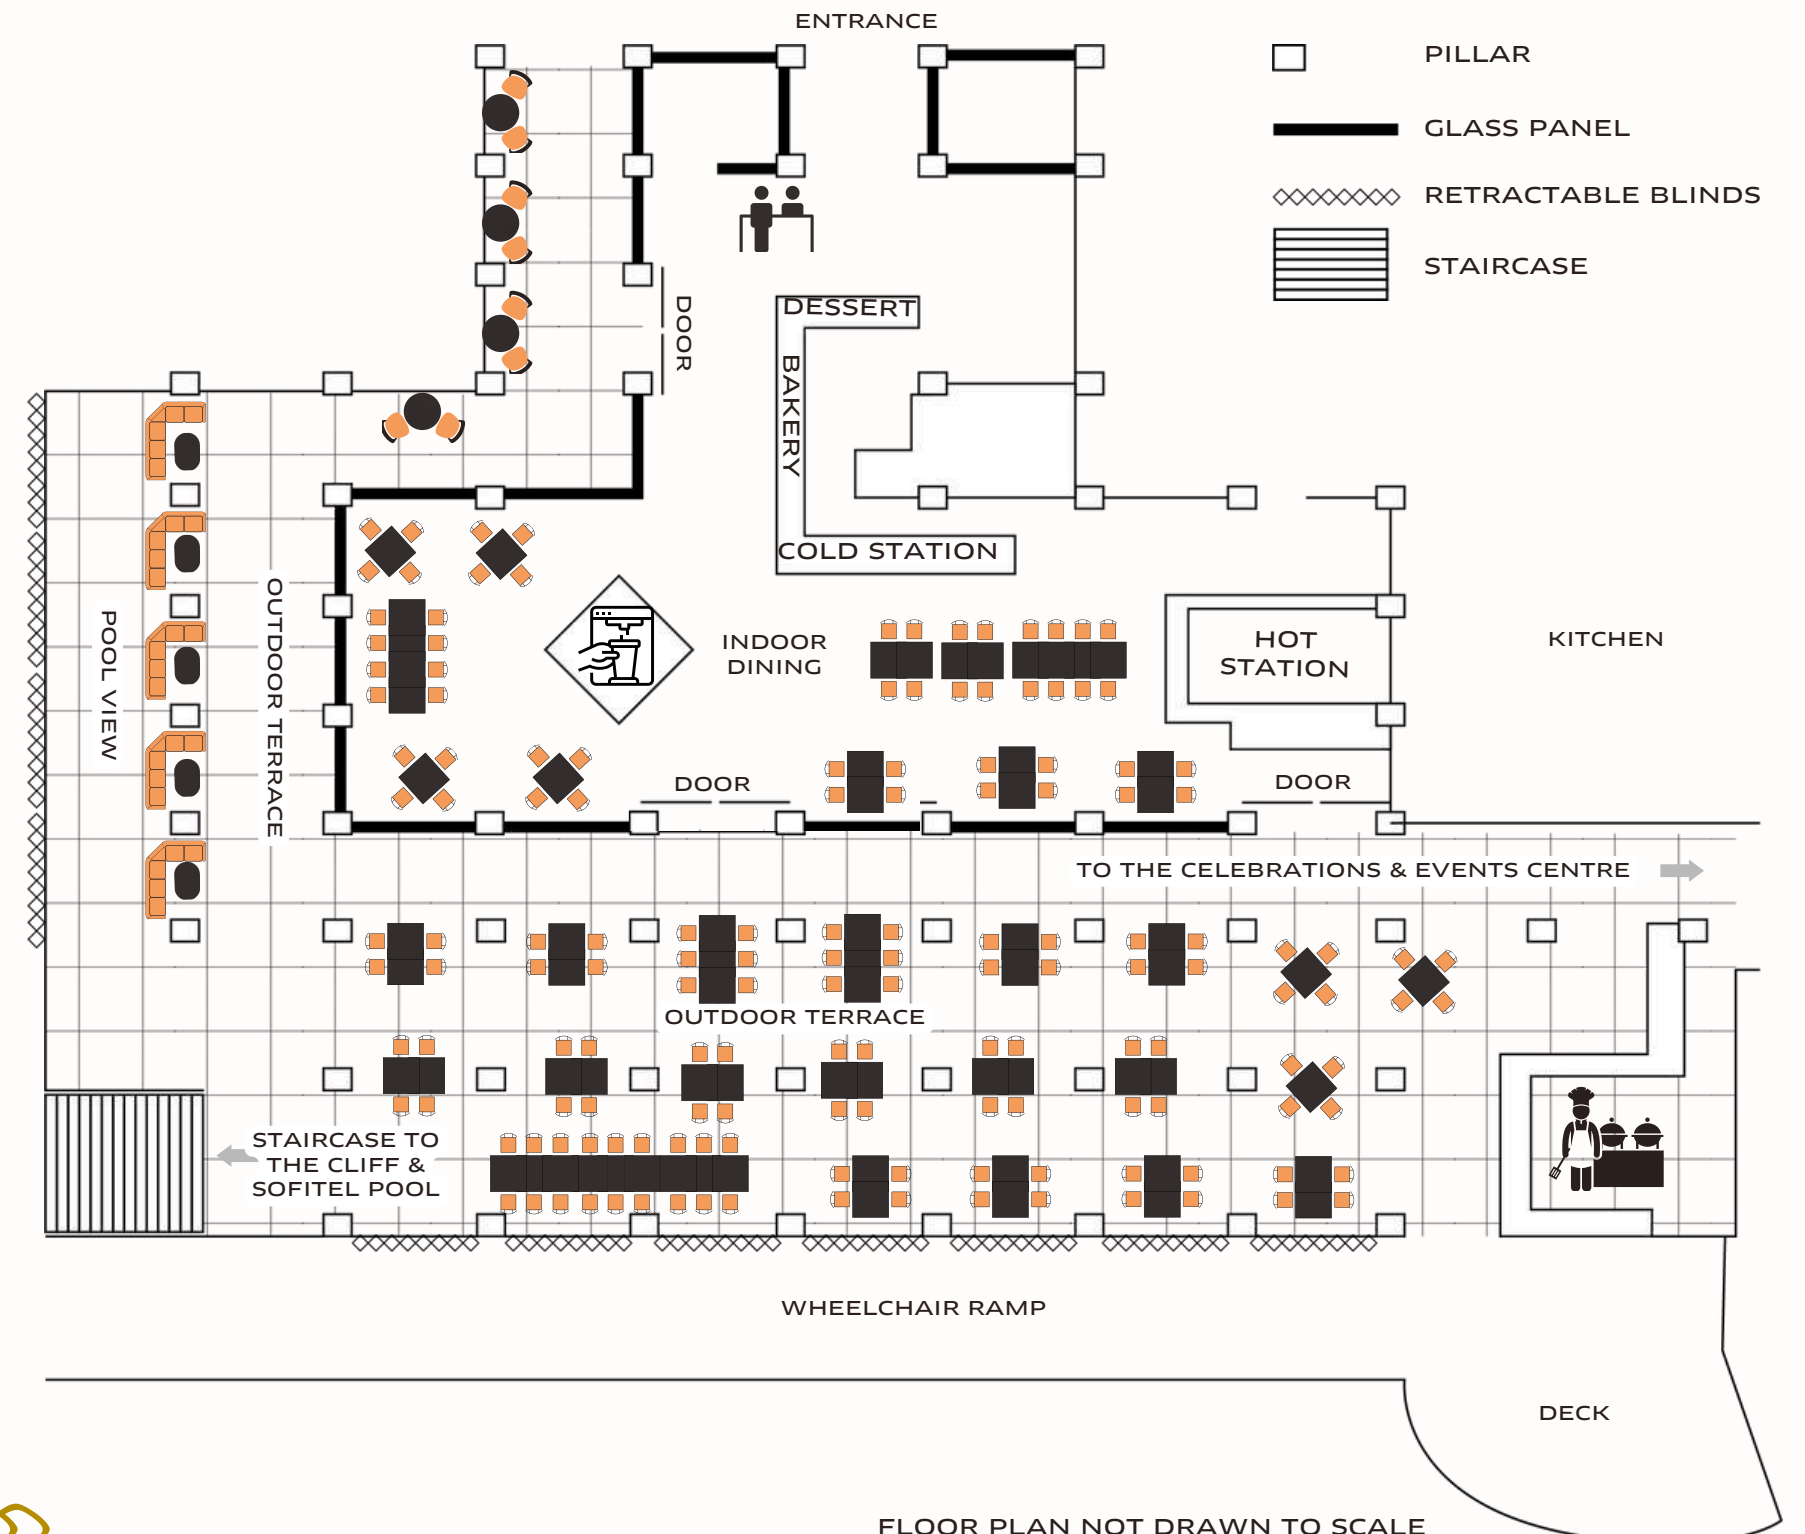 ENTRANCE
PILLAR
GLASS PANEL
RETRACTABLE BLINDS
STAIRCASE
DOOR
DESSERT
BAKERY
COLD STATION
POOL VIEW
OUTDOOR TERRACE
INDOOR
DINING
HOT
STATION
KITCHEN
DOOR
DOOR
TO THE CELEBRATIONS & EVENTS CENTRE
OUTDOOR TERRACE
STAIRCASE TO
THE CLIFF &
SOFITEL POOL
WHEELCHAIR RAMP
DECK
FLOOR PLAN NOT DRAWN TO SCALE